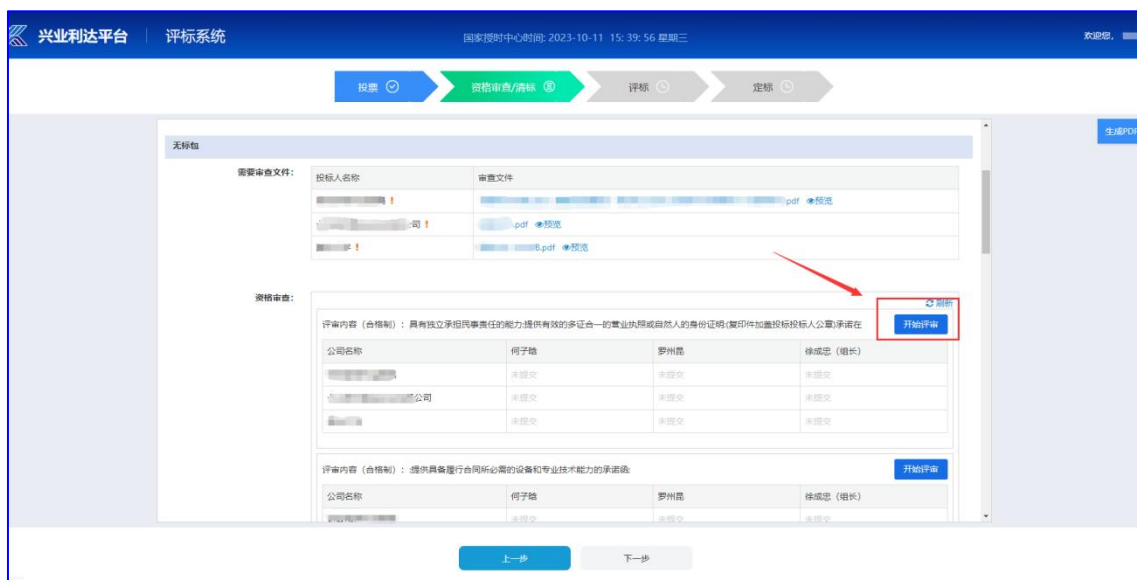 兴业利达平台 评标系统 国家授时中心时间: 2023-10-11 15: 39: 56 星期三 欢迎您,
投票 资格审查/清标 评标 定标
生成PDF
无标包
需要审查文件:
投标人名称 审查文件
! pdf 预览
司 ! .pdf 预览
! 6.pdf 预览
资格审查:
刷新
评审内容（合格制）: 具有独立承担民事责任的能力:提供有效的多证合一的营业执照或自然人的身份证明:(复印件加盖投标投标人公章)承诺在 开始评审
公司名称 何子晗 罗州昆 徐成忠（组长）
未提交 未提交 未提交
公司 未提交 未提交 未提交
未提交 未提交 未提交
评审内容（合格制）: :提供具备履行合同所必需的设备和专业技术能力的承诺函: 开始评审
公司名称 何子晗 罗州昆 徐成忠（组长）
未提交 未提交 未提交
上一步 下一步